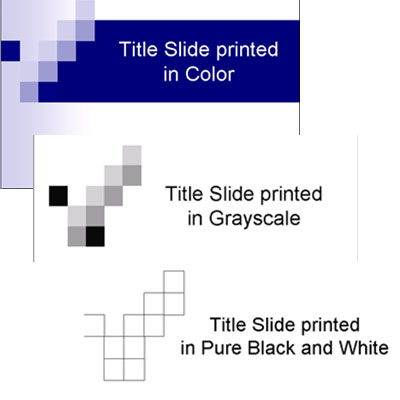 Title Slide printed
in Color
Title Slide printed
in Grayscale
Title Slide printed
in Pure Black and White